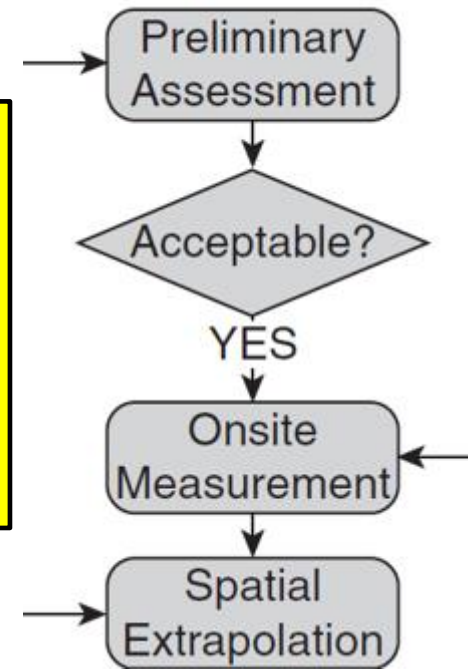 Preliminary
Assessment
Acceptable?
YES
Onsite
Measurement
Spatial
Extrapolation